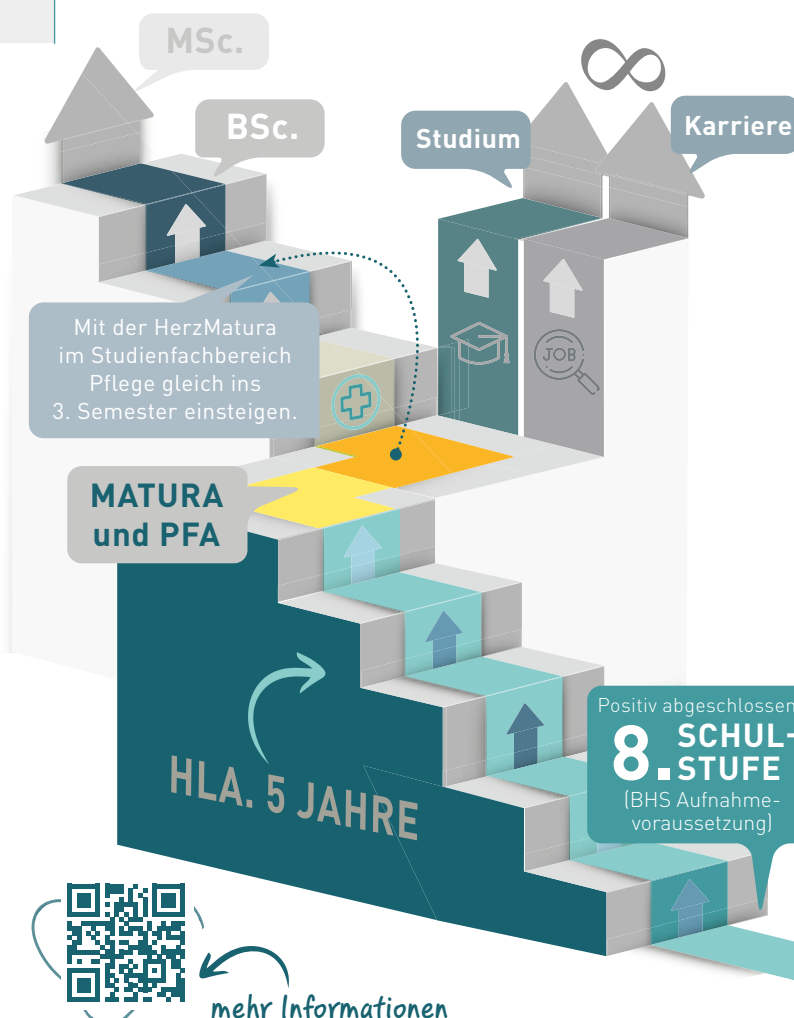 MSc.
BSc.
Studium
Karriere
JOB
Mit der HerzMatura
im Studienfachbereich
Pflege gleich ins
3. Semester einsteigen.
MATURA
und PFA
HLA. 5 JAHRE
Positiv abgeschlossen
8. SCHUL-
STUFE
(BHS Aufnahme-
voraussetzung)
mehr Informationen